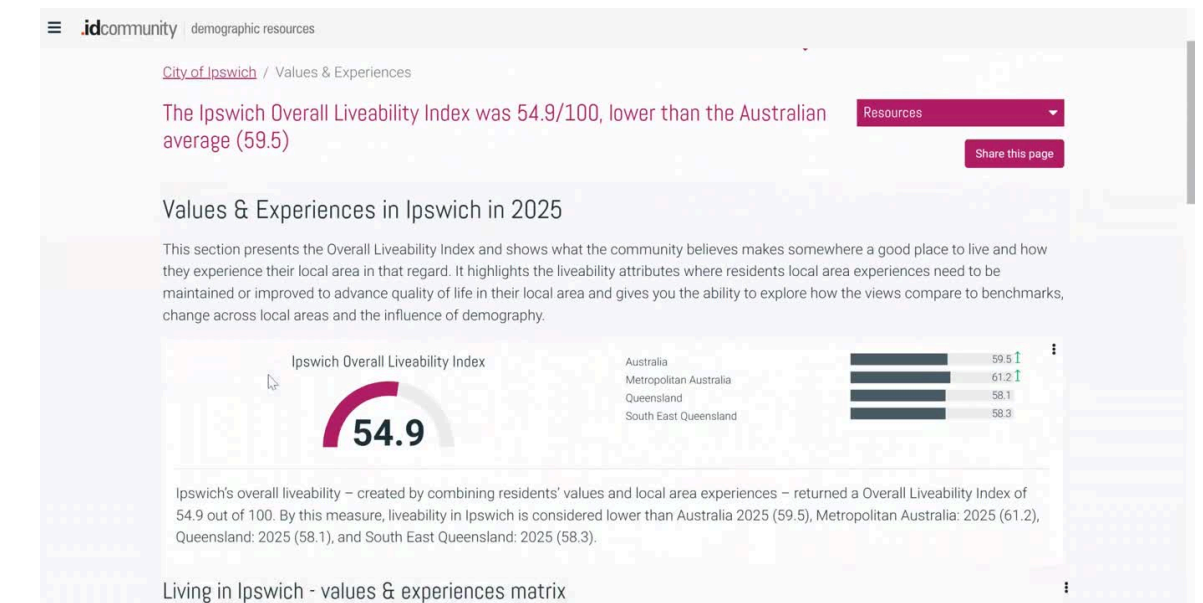 .idcommunity demographic resources
City of Ipswich / Values & Experiences
The Ipswich Overall Liveability Index was 54.9/100, lower than the Australian
average (59.5)
Resources
Share this page
Values & Experiences in Ipswich in 2025
This section presents the Overall Liveability Index and shows what the community believes makes somewhere a good place to live and how
they experience their local area in that regard. It highlights the liveability attributes where residents local area experiences need to be
maintained or improved to advance quality of life in their local area and gives you the ability to explore how the views compare to benchmarks,
change across local areas and the influence of demography.
Ipswich Overall Liveability Index
54.9
Australia 59.5
Metropolitan Australia 61.2
Queensland 58.1
South East Queensland 58.3
Ipswich's overall liveability – created by combining residents' values and local area experiences – returned a Overall Liveability Index of
54.9 out of 100. By this measure, liveability in Ipswich is considered lower than Australia 2025 (59.5), Metropolitan Australia: 2025 (61.2),
Queensland: 2025 (58.1), and South East Queensland: 2025 (58.3).
Living in Ipswich - values & experiences matrix